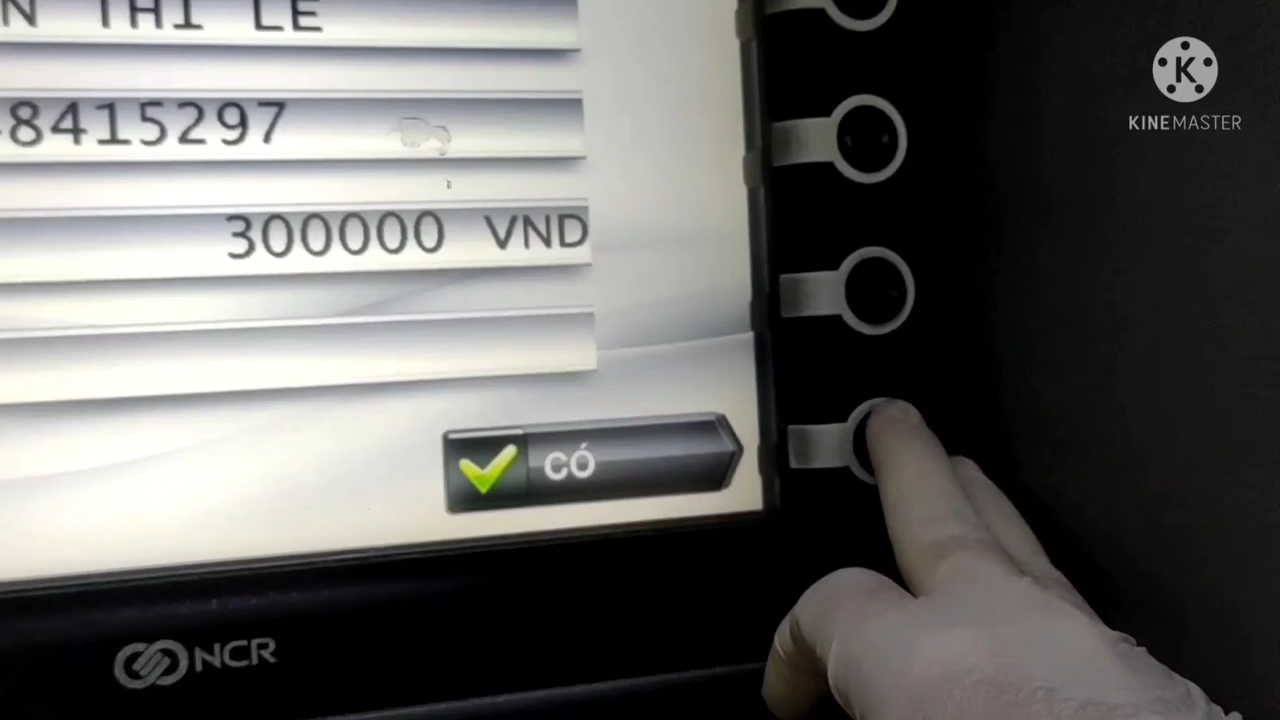 THI LE
8415297
300000 VND
CÓ
NCR
K
KINEMASTER